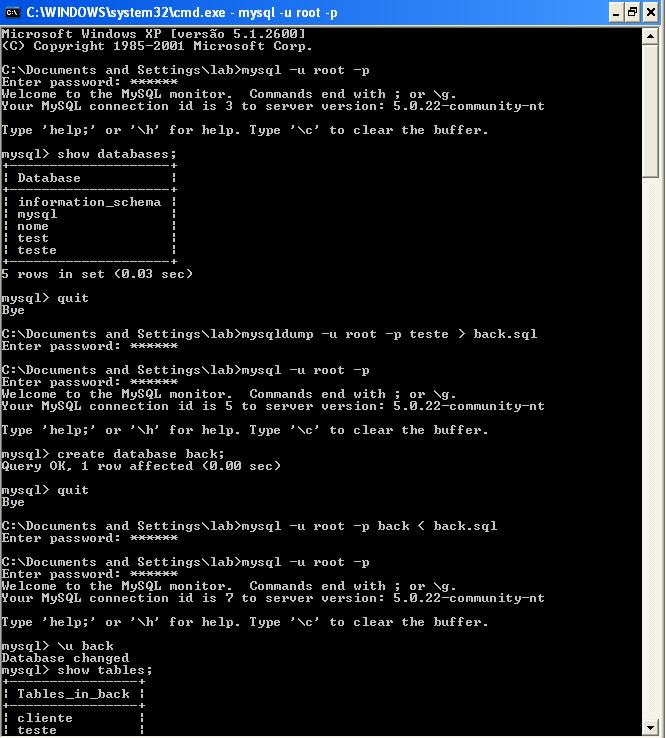 C:\WINDOWS\system32\cmd.exe - mysql -u root -p
Microsoft Windows XP [versão 5.1.2600]
(C) Copyright 1985-2001 Microsoft Corp.
C:\Documents and Settings\lab>mysql -u root -p
Enter password: ******
Welcome to the MySQL monitor.  Commands end with ; or \g.
Your MySQL connection id is 3 to server version: 5.0.22-community-nt
Type 'help;' or '\h' for help. Type '\c' to clear the buffer.
mysql> show databases;
+--------------------+
| Database           |
+--------------------+
| information_schema |
| mysql              |
| nome               |
| test               |
| teste              |
+--------------------+
5 rows in set (0.03 sec)
mysql> quit
Bye
C:\Documents and Settings\lab>mysqldump -u root -p teste > back.sql
Enter password: ******
C:\Documents and Settings\lab>mysql -u root -p
Enter password: ******
Welcome to the MySQL monitor.  Commands end with ; or \g.
Your MySQL connection id is 5 to server version: 5.0.22-community-nt
Type 'help;' or '\h' for help. Type '\c' to clear the buffer.
mysql> create database back;
Query OK, 1 row affected (0.00 sec)
mysql> quit
Bye
C:\Documents and Settings\lab>mysql -u root -p back < back.sql
Enter password: ******
C:\Documents and Settings\lab>mysql -u root -p
Enter password: ******
Welcome to the MySQL monitor.  Commands end with ; or \g.
Your MySQL connection id is 7 to server version: 5.0.22-community-nt
Type 'help;' or '\h' for help. Type '\c' to clear the buffer.
mysql> \u back
Database changed
mysql> show tables;
+----------------+
| Tables_in_back |
+----------------+
| cliente        |
| teste          |